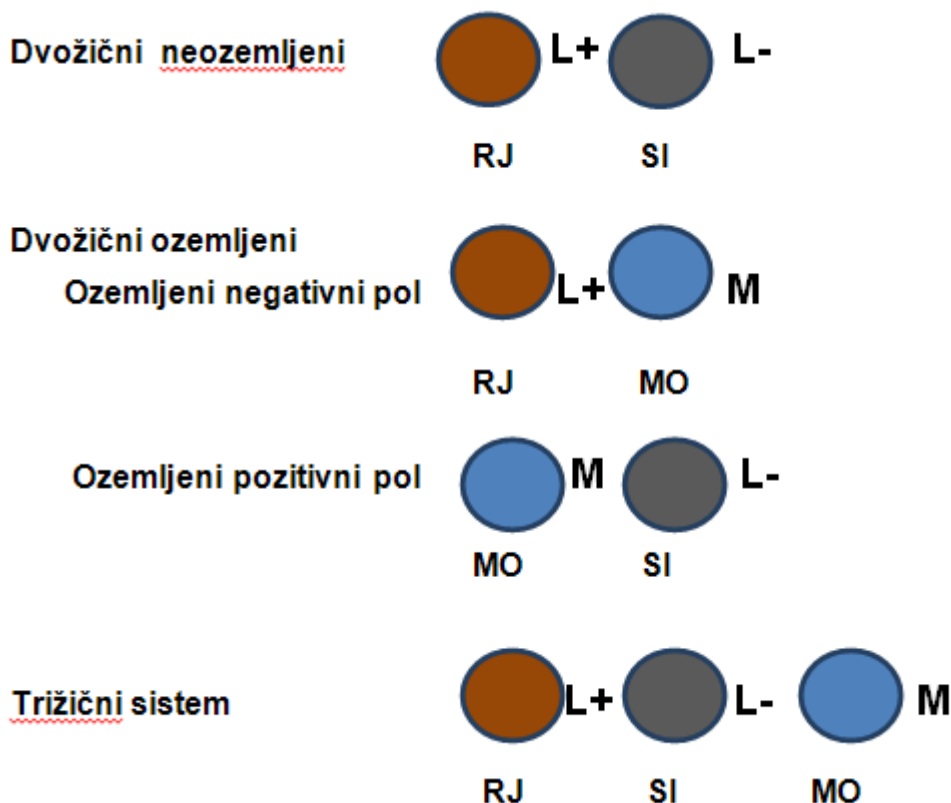 Dvožični neozemljeni L+ L-
RJ SI
Dvožični ozemljeni
Ozemljeni negativni pol L+ M
RJ MO
Ozemljeni pozitivni pol M L-
MO SI
Trižični sistem L+ L- M
RJ SI MO